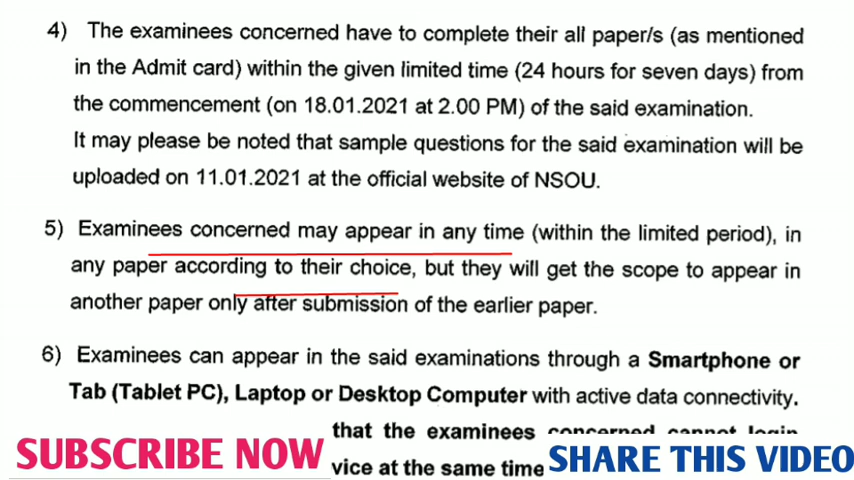 4) The examinees concerned have to complete their all paper/s (as mentioned
in the Admit card) within the given limited time (24 hours for seven days) from
the commencement (on 18.01.2021 at 2.00 PM) of the said examination.
It may please be noted that sample questions for the said examination will be
uploaded on 11.01.2021 at the official website of NSOU.
5) Examinees concerned may appear in any time (within the limited period), in
any paper according to their choice, but they will get the scope to appear in
another paper only after submission of the earlier paper.
6) Examinees can appear in the said examinations through a Smartphone or
Tab (Tablet PC), Laptop or Desktop Computer with active data connectivity.
that the examinees concerned cannot login
vice at the same time
SUBSCRIBE NOW
SHARE THIS VIDEO